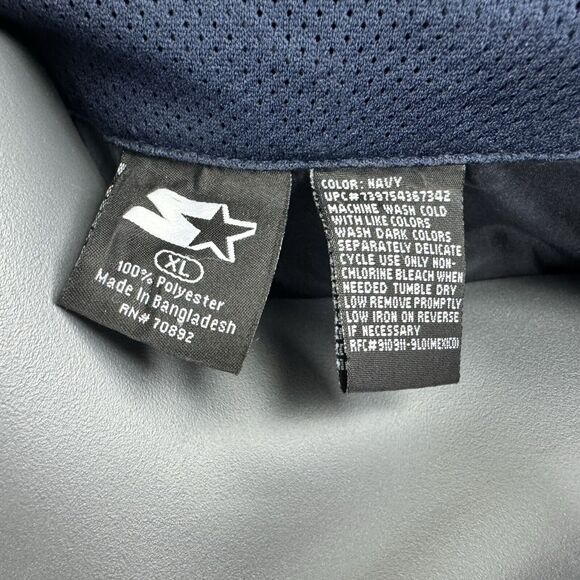 XL
100% Polyester
Made in Bangladesh
RN# 70892
COLOR: NAVY
UPC#739754367342
MACHINE WASH COLD
WITH LIKE COLORS
WASH DARK COLORS
SEPARATELY DELICATE
CYCLE USE ONLY NON-
CHLORINE BLEACH WHEN
NEEDED TUMBLE DRY
LOW REMOVE PROMPTLY
LOW IRON ON REVERSE
IF NECESSARY
RFC#910911-9L0(MEXICO)